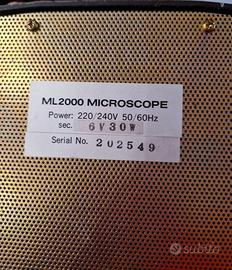 ML2000 MICROSCOPE
Power: 220/240V 50/60Hz
sec. 6V30W
Serial No. 202549
subito